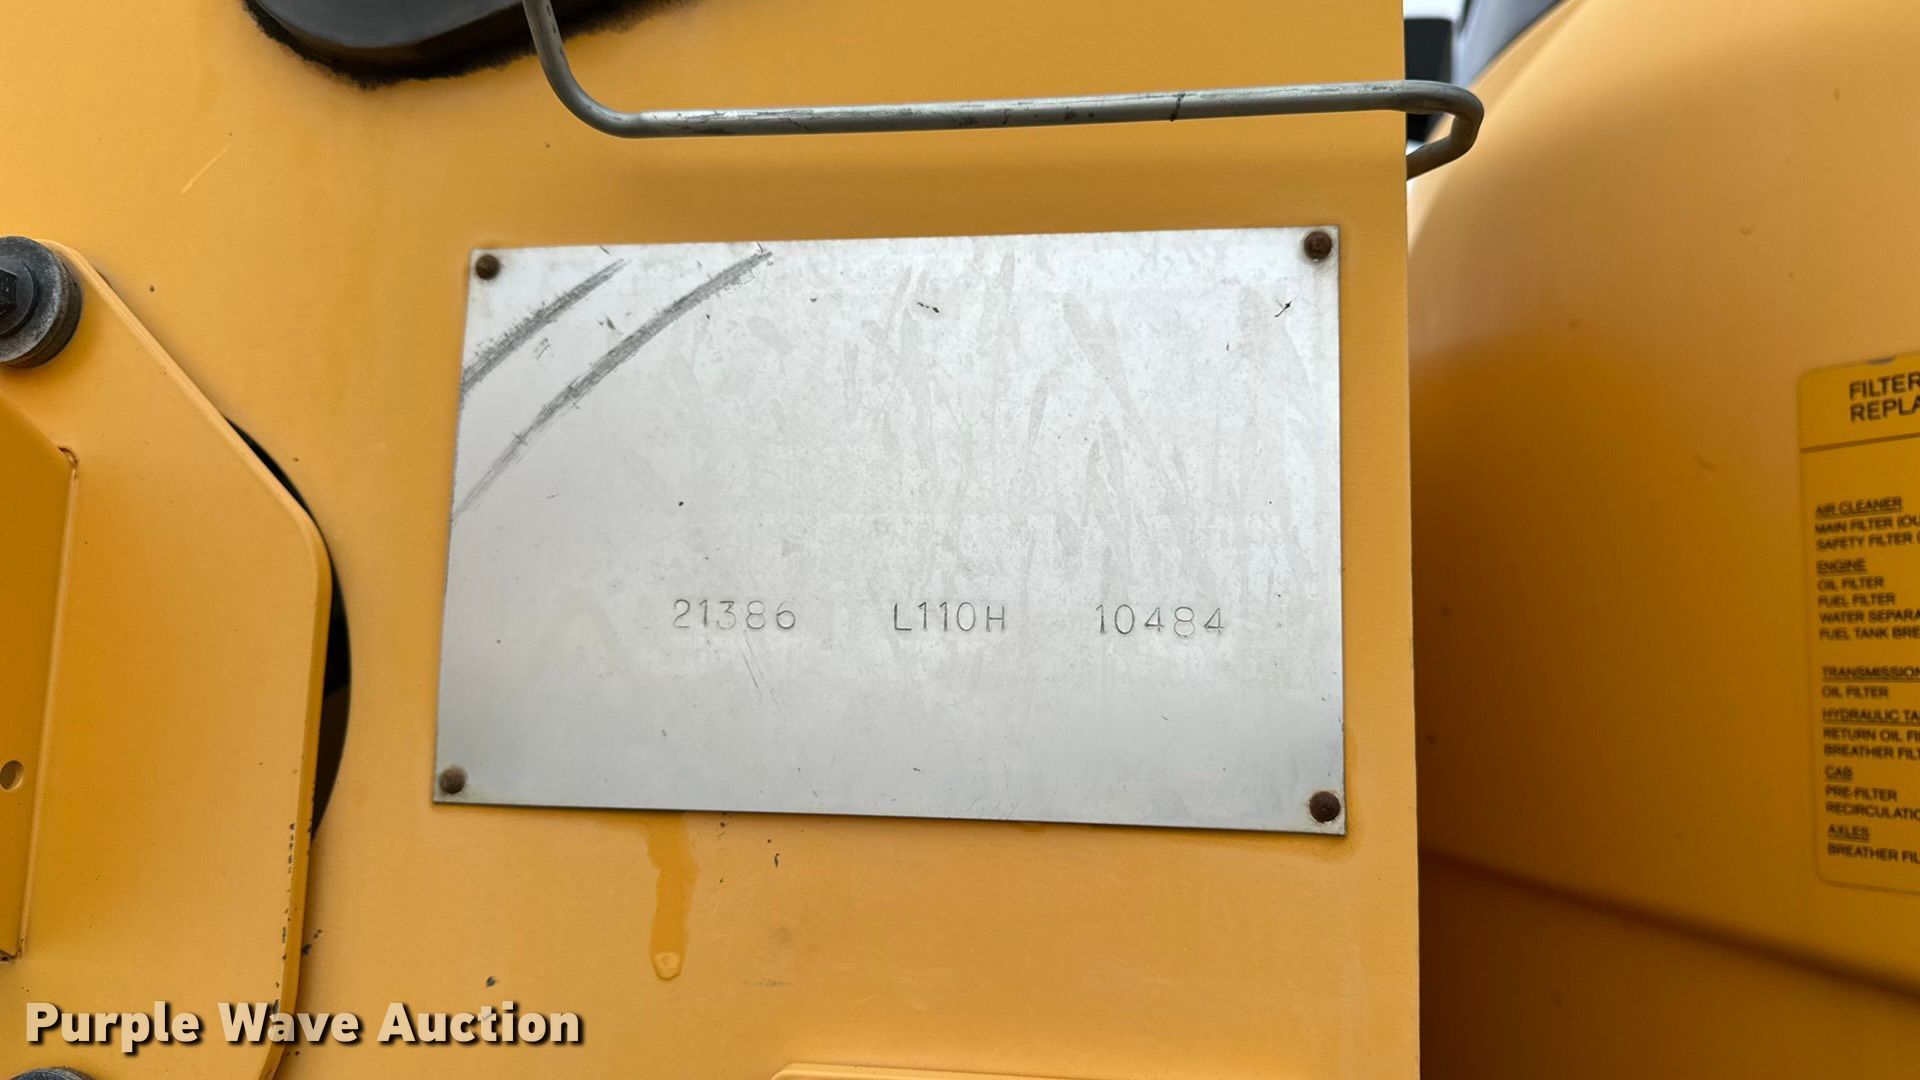 21386 L110H 10484
FILTER
REPLA
AIR CLEANER
MAIN FILTER (OU
SAFETY FILTER (
ENGINE
OIL FILTER
FUEL FILTER
WATER SEPARA
FUEL TANK BRE
TRANSMISSION
OIL FILTER
HYDRAULIC TA
RETURN OIL FI
BREATHER FILT
CAB
PRE-FILTER
RECIRCULATIO
AXLES
BREATHER FIL
Purple Wave Auction